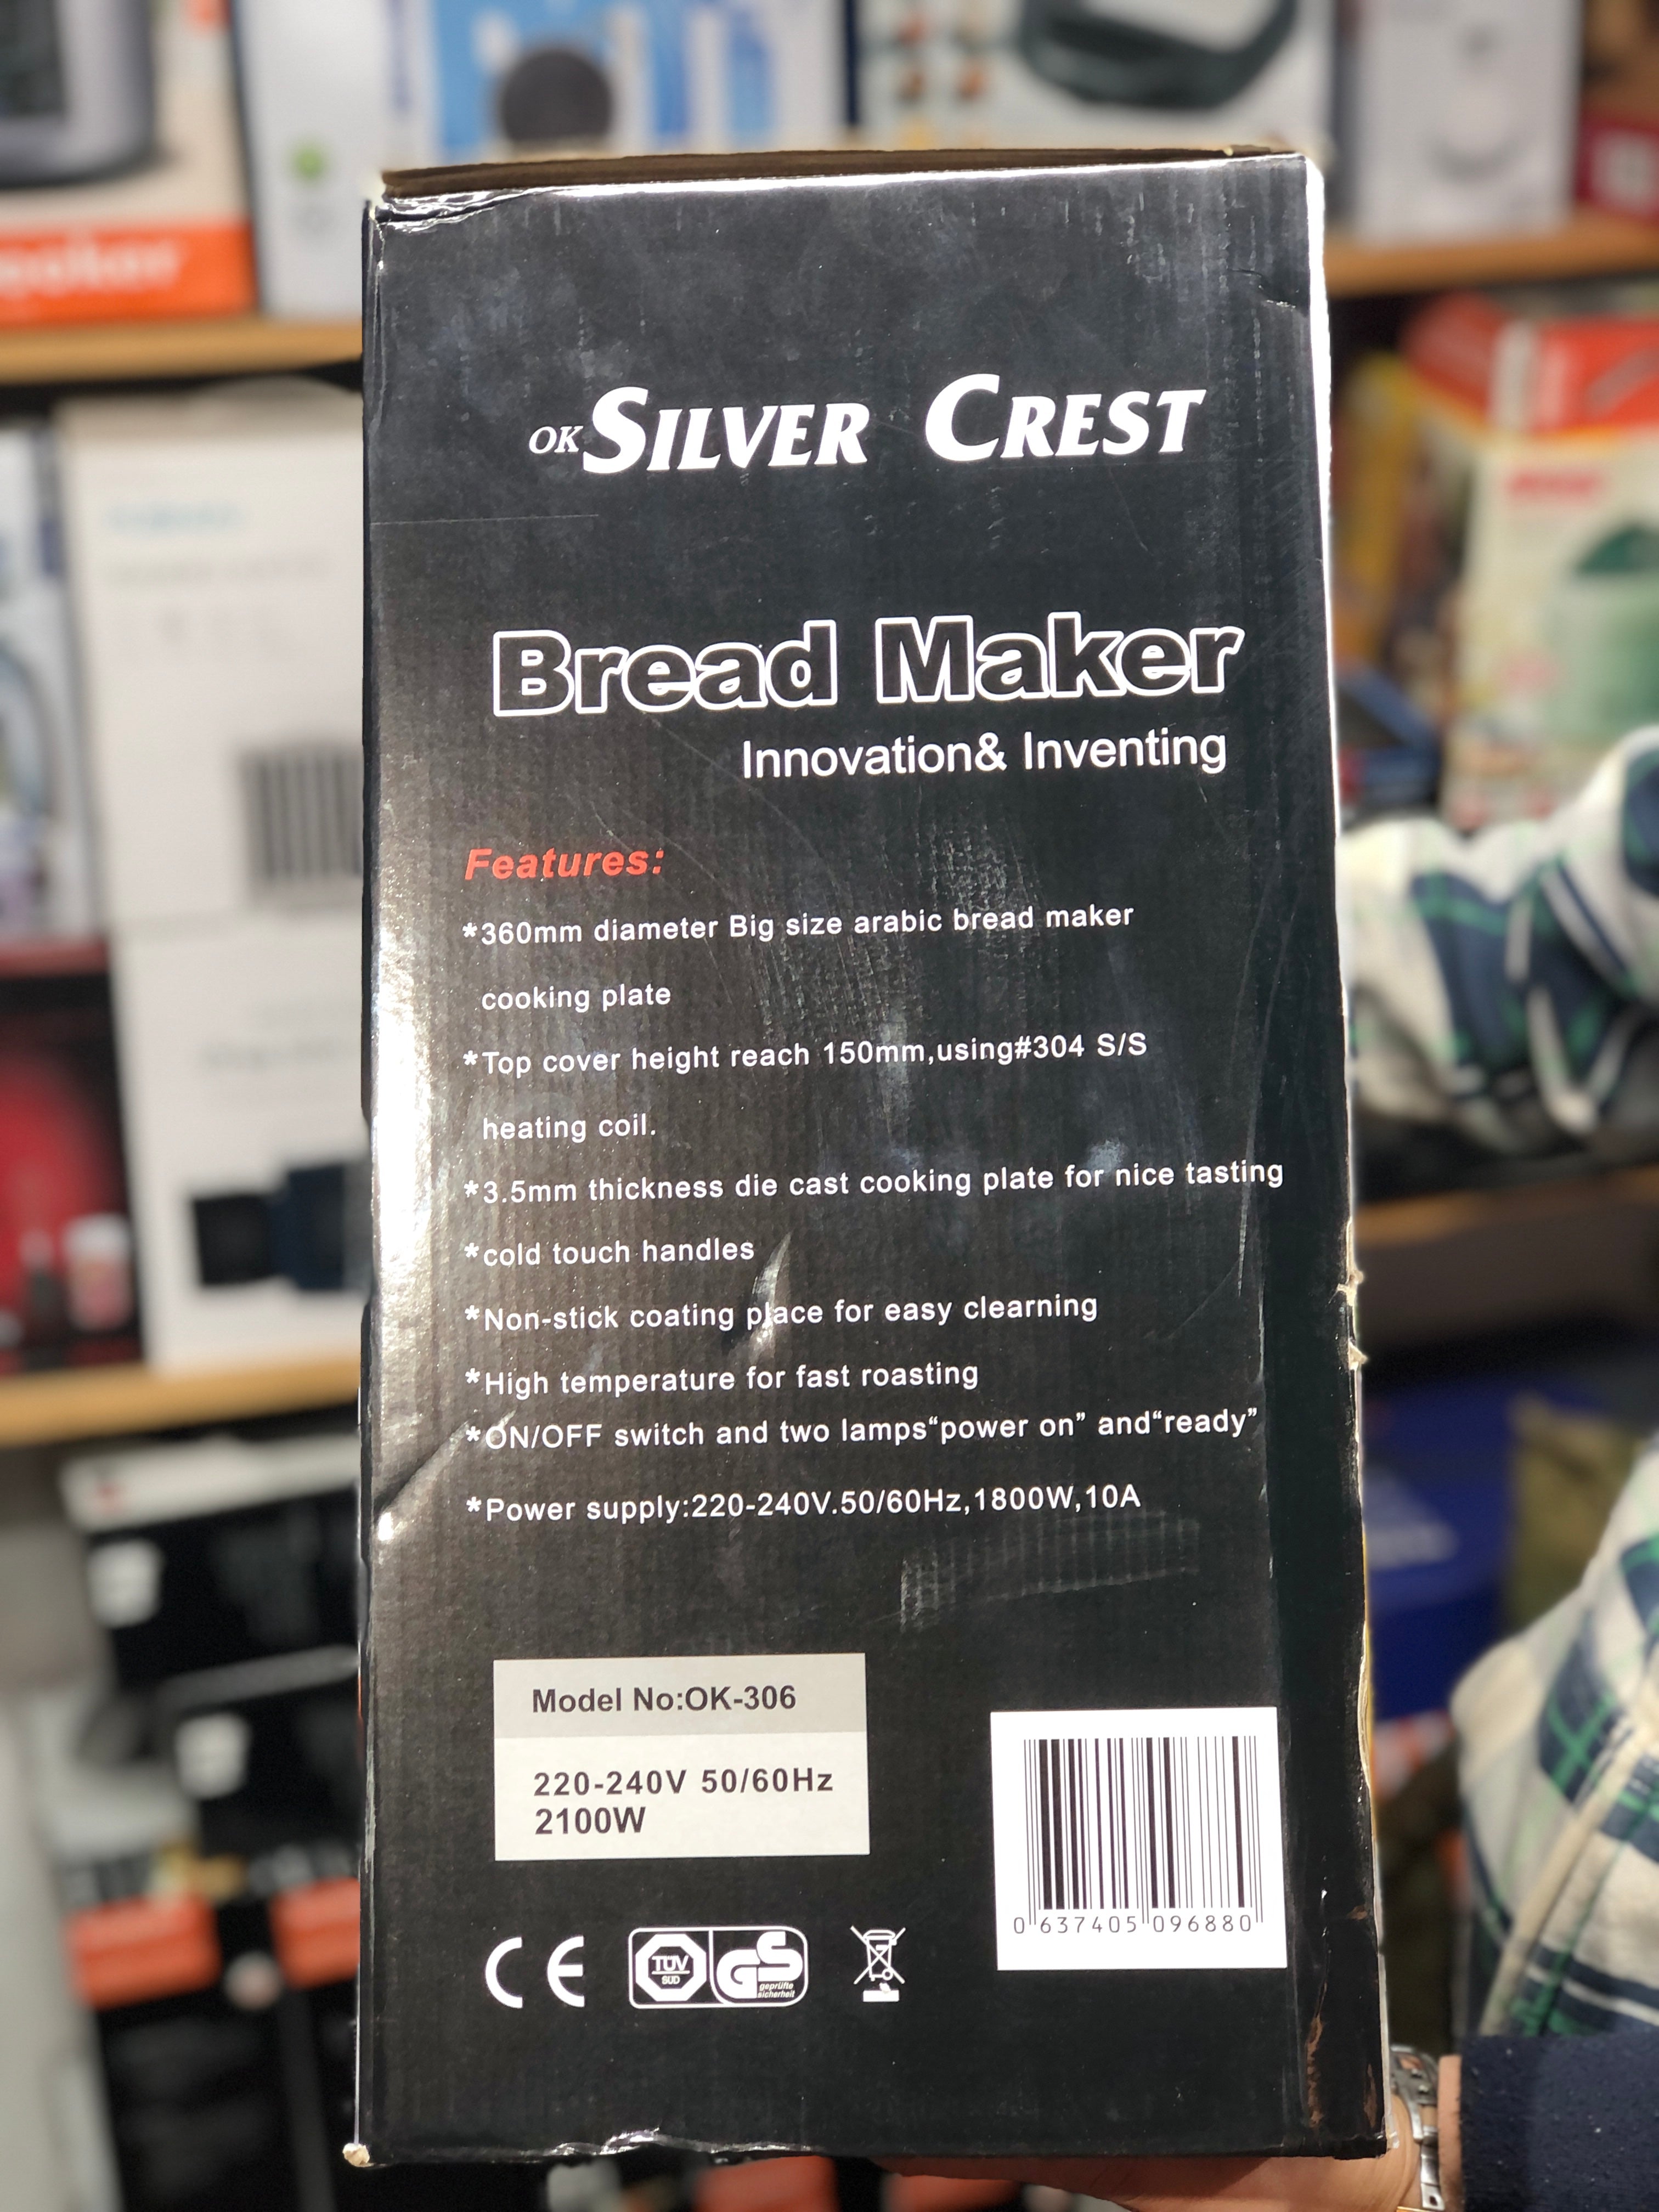 OK SILVER CREST
Bread Maker
Innovation& Inventing
Features:
*360mm diameter Big size arabic bread maker
cooking plate
*Top cover height reach 150mm,using#304 S/S
heating coil.
*3.5mm thickness die cast cooking plate for nice tasting
*cold touch handles
*Non-stick coating place for easy clearning
*High temperature for fast roasting
*ON/OFF switch and two lamps“power on” and“ready”
*Power supply:220-240V.50/60Hz,1800W,10A
Model No:OK-306
220-240V 50/60Hz
2100W
0 637405 096880
CE
TÜV
SÜD
GS
geprüfte
sicherheit